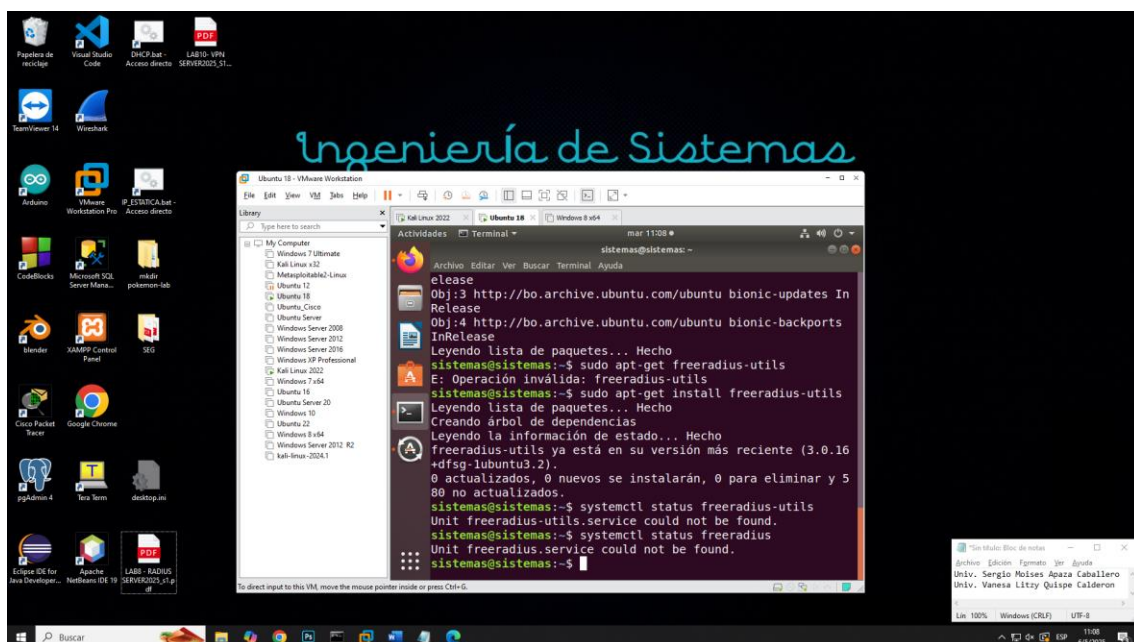 Papelera de
reciclaje
Visual Studio
Code
DHCP.bat -
Acceso directo
LAB10- VPN
SERVER2025_S1...
TeamViewer 14
Wireshark
Ingeniería de Sistemas
Arduino
VMware
Workstation Pro
IP_ESTATICA.bat -
Acceso directo
CodeBlocks
Microsoft SQL
Server Mana...
mkdir
pokemon-lab
blender
XAMPP Control
Panel
SEG
Cisco Packet
Tracer
Google Chrome
pgAdmin 4
Tera Term
desktop.ini
Eclipse IDE for
Java Developer...
Apache
NetBeans IDE 19
LAB8 - RADIUS
SERVER2025_s1.p
df
Ubuntu 18 - VMware Workstation
File Edit View VM Tabs Help
Library
Type here to search
My Computer
Windows 7 Ultimate
Kali Linux x32
Metasploitable2-Linux
Ubuntu 12
Ubuntu 18
Ubuntu_Cisco
Ubuntu Server
Windows Server 2008
Windows Server 2012
Windows Server 2016
Windows XP Professional
Kali Linux 2022
Windows 7 x64
Ubuntu 16
Ubuntu Server 20
Windows 10
Ubuntu 22
Windows 8 x64
Windows Server 2012 R2
kali-linux-2024.1
Kali Linux 2022
Ubuntu 18
Windows 8 x64
Actividades Terminal mar 11:08
sistemas@sistemas: ~
Archivo Editar Ver Buscar Terminal Ayuda
elease
Obj:3 http://bo.archive.ubuntu.com/ubuntu bionic-updates In
Release
Obj:4 http://bo.archive.ubuntu.com/ubuntu bionic-backports
InRelease
Leyendo lista de paquetes... Hecho
sistemas@sistemas:~$ sudo apt-get freeradius-utils
E: Operación inválida: freeradius-utils
sistemas@sistemas:~$ sudo apt-get install freeradius-utils
Leyendo lista de paquetes... Hecho
Creando árbol de dependencias
Leyendo la información de estado... Hecho
freeradius-utils ya está en su versión más reciente (3.0.16
+dfsg-1ubuntu3.2).
0 actualizados, 0 nuevos se instalarán, 0 para eliminar y 5
80 no actualizados.
sistemas@sistemas:~$ systemctl status freeradius-utils
Unit freeradius-utils.service could not be found.
sistemas@sistemas:~$ systemctl status freeradius
Unit freeradius.service could not be found.
sistemas@sistemas:~$
To direct input to this VM, move the mouse pointer inside or press Ctrl+G.
*Sin título: Bloc de notas
Archivo Edición Formato Ver Ayuda
Univ. Sergio Moises Apaza Caballero
Univ. Vanesa Litzy Quispe Calderon
Lín 100% Windows (CRLF) UTF-8
Buscar
ESP
11:08
6/5/2025